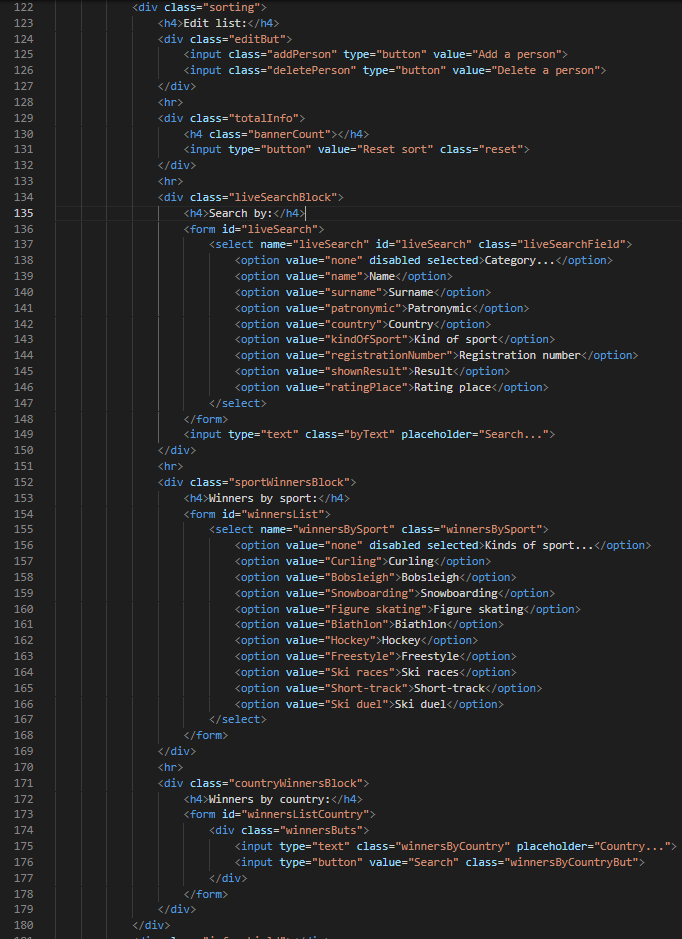 122 <div class="sorting">
123 <h4>Edit list:</h4>
124 <div class="editBut">
125 <input class="addPerson" type="button" value="Add a person">
126 <input class="deletePerson" type="button" value="Delete a person">
127 </div>
128 <hr>
129 <div class="totalInfo">
130 <h4 class="bannerCount"></h4>
131 <input type="button" value="Reset sort" class="reset">
132 </div>
133 <hr>
134 <div class="liveSearchBlock">
135 <h4>Search by:</h4>
136 <form id="liveSearch">
137 <select name="liveSearch" id="liveSearch" class="liveSearchField">
138 <option value="none" disabled selected>Category...</option>
139 <option value="name">Name</option>
140 <option value="surname">Surname</option>
141 <option value="patronymic">Patronymic</option>
142 <option value="country">Country</option>
143 <option value="kindOfSport">Kind of sport</option>
144 <option value="registrationNumber">Registration number</option>
145 <option value="shownResult">Result</option>
146 <option value="ratingPlace">Rating place</option>
147 </select>
148 </form>
149 <input type="text" class="byText" placeholder="Search...">
150 </div>
151 <hr>
152 <div class="sportWinnersBlock">
153 <h4>Winners by sport:</h4>
154 <form id="winnersList">
155 <select name="winnersBySport" class="winnersBySport">
156 <option value="none" disabled selected>Kinds of sport...</option>
157 <option value="Curling">Curling</option>
158 <option value="Bobsleigh">Bobsleigh</option>
159 <option value="Snowboarding">Snowboarding</option>
160 <option value="Figure skating">Figure skating</option>
161 <option value="Biathlon">Biathlon</option>
162 <option value="Hockey">Hockey</option>
163 <option value="Freestyle">Freestyle</option>
164 <option value="Ski races">Ski races</option>
165 <option value="Short-track">Short-track</option>
166 <option value="Ski duel">Ski duel</option>
167 </select>
168 </form>
169 </div>
170 <hr>
171 <div class="countryWinnersBlock">
172 <h4>Winners by country:</h4>
173 <form id="winnersListCountry">
174 <div class="winnersButs">
175 <input type="text" class="winnersByCountry" placeholder="Country...">
176 <input type="button" value="Search" class="winnersByCountryBut">
177 </div>
178 </form>
179 </div>
180 </div>